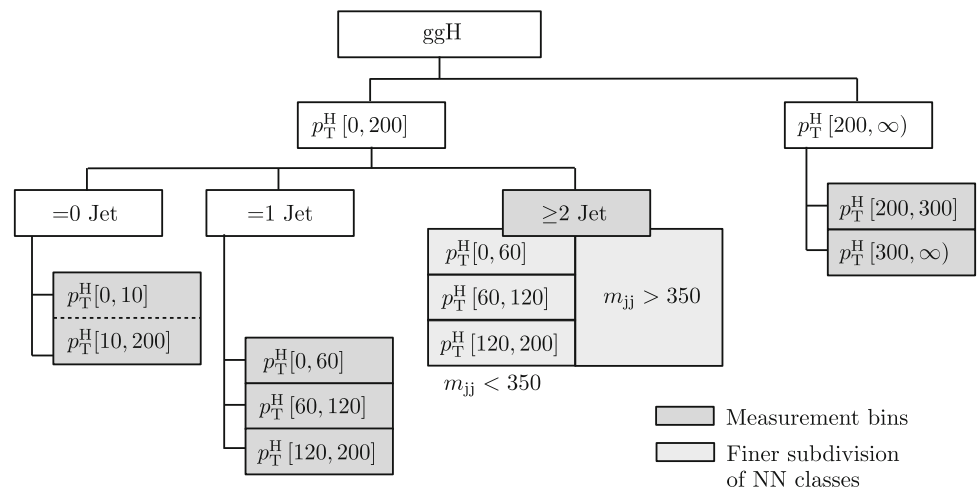 ggH
p_T^H [0, 200]
p_T^H [200, ∞)
=0 Jet
=1 Jet
≥2 Jet
p_T^H [0, 10]
p_T^H [10, 200]
p_T^H [0, 60]
p_T^H [60, 120]
p_T^H [120, 200]
p_T^H [0, 60]
p_T^H [60, 120]
p_T^H [120, 200]
m_jj < 350
m_jj > 350
p_T^H [200, 300]
p_T^H [300, ∞)
Measurement bins
Finer subdivision
of NN classes